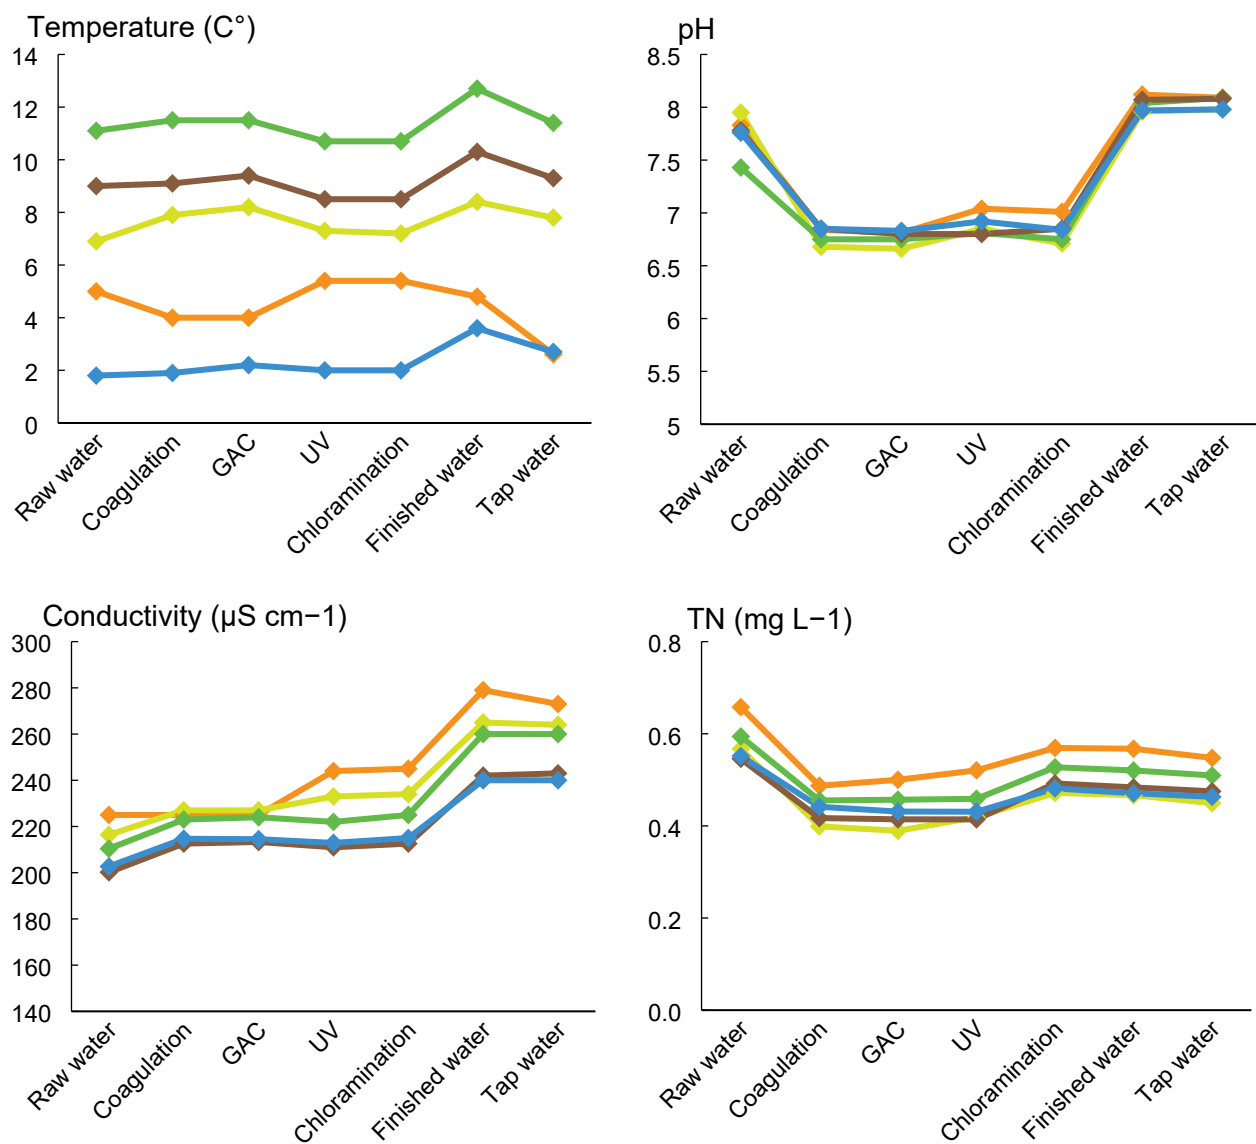 Temperature (C°)
14
12
10
8
6
4
2
0
Raw water
Coagulation
GAC
UV
Chloramination
Finished water
Tap water
pH
8.5
8
7.5
7
6.5
6
5.5
5
Raw water
Coagulation
GAC
UV
Chloramination
Finished water
Tap water
Conductivity (µS cm−1)
300
280
260
240
220
200
180
160
140
Raw water
Coagulation
GAC
UV
Chloramination
Finished water
Tap water
TN (mg L−1)
0.8
0.6
0.4
0.2
0.0
Raw water
Coagulation
GAC
UV
Chloramination
Finished water
Tap water